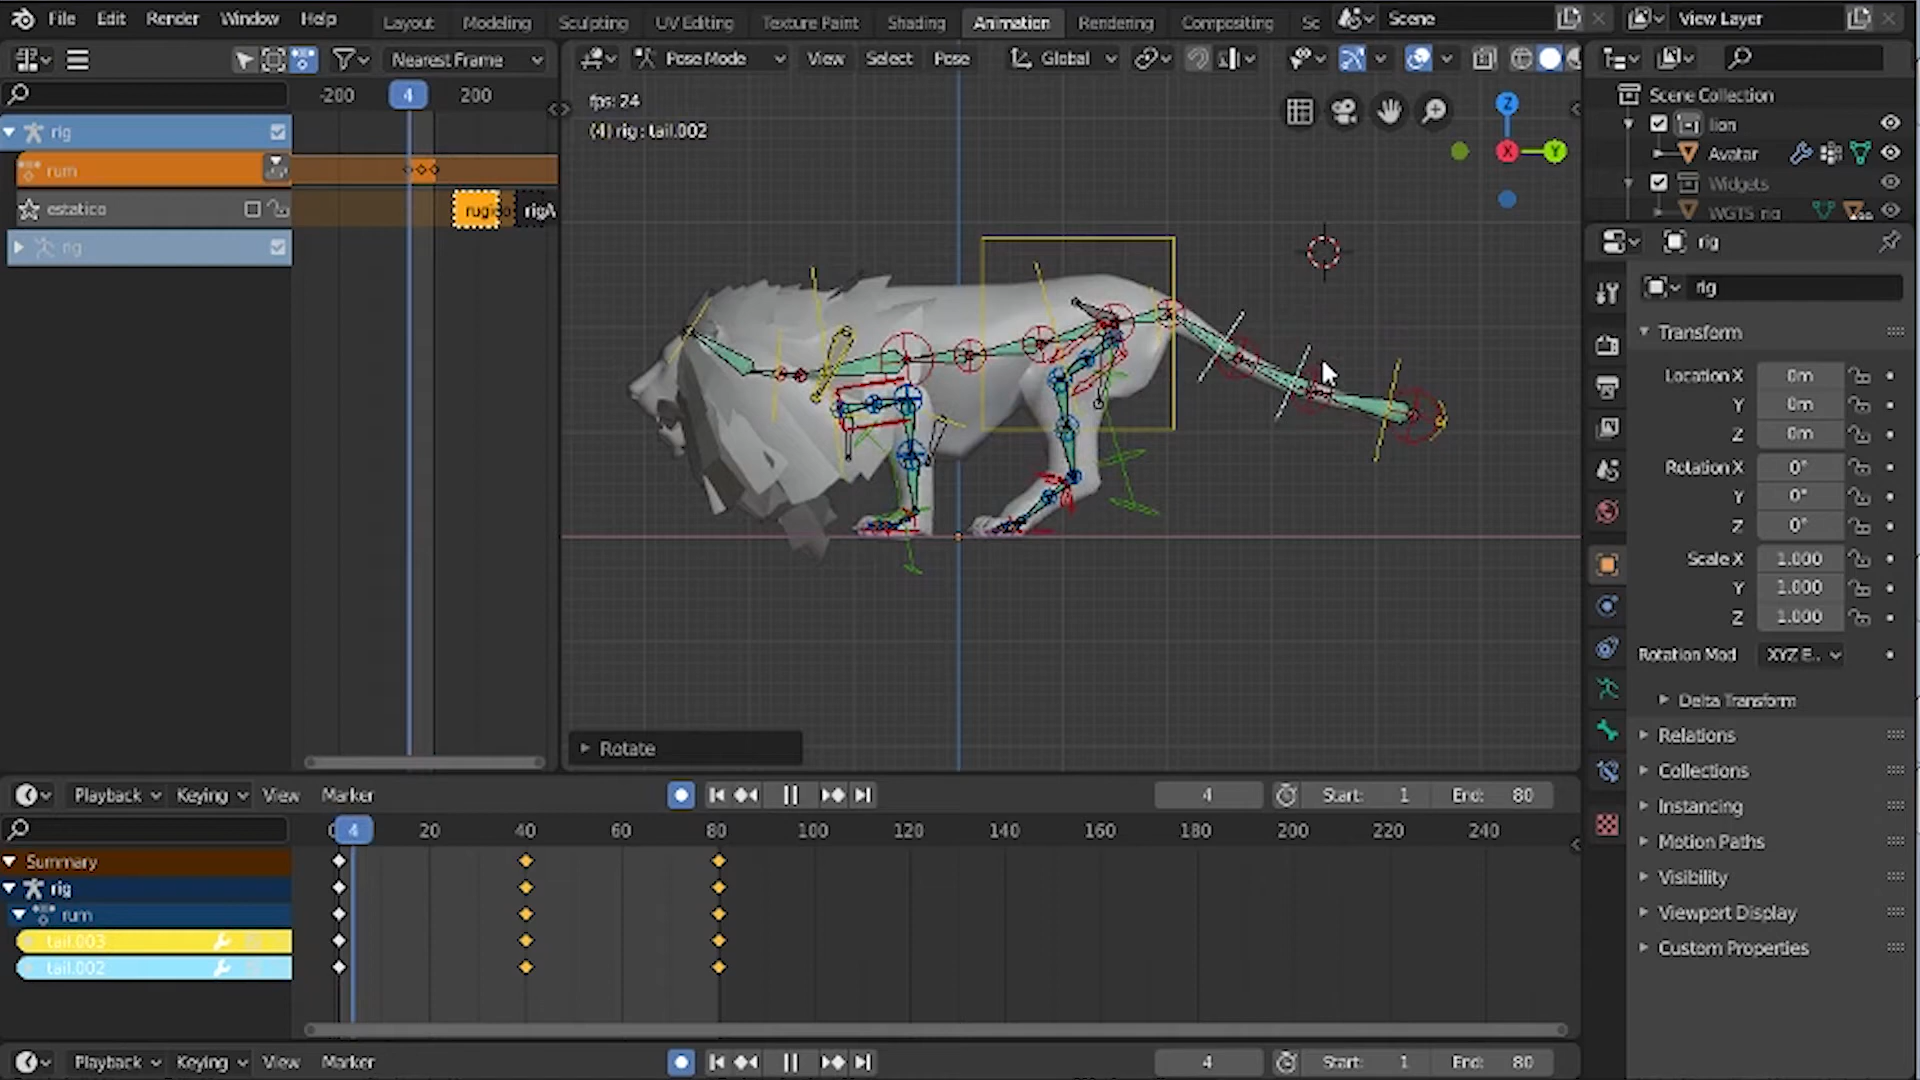 File Edit Render Window Help Layout Modeling Sculpting UV Editing Texture Paint Shading Animation Rendering Compositing Sc Scene View Layer
Nearest Frame Pose Mode View Select Pose Global
-200 4 200
fps: 24
(4) rig : tail.002
rig
rum
estatico
rugido rigA
rig
Z
X
Y
Rotate
Scene Collection
lion
Avatar
Widgets
WGTS_rig
rig
rig
Transform
Location X 0m
Y 0m
Z 0m
Rotation X 0°
Y 0°
Z 0°
Scale X 1.000
Y 1.000
Z 1.000
Rotation Mod XYZ E..
Delta Transform
Relations
Collections
Instancing
Motion Paths
Visibility
Viewport Display
Custom Properties
Playback Keying View Marker 4 Start: 1 End: 80
4 20 40 60 80 100 120 140 160 180 200 220 240
Summary
rig
rum
tail.003
tail.002
Playback Keying View Marker 4 Start: 1 End: 80